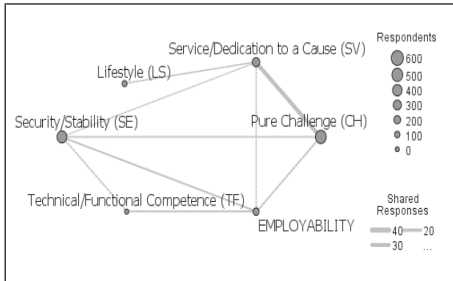 Respondents
600
500
400
300
200
100
0
Service/Dedication to a Cause (SV)
Lifestyle (LS)
Security/Stability (SE)
Pure Challenge (CH)
Technical/Functional Competence (TF)
EMPLOYABILITY
Shared
Responses
40 20
30 ...